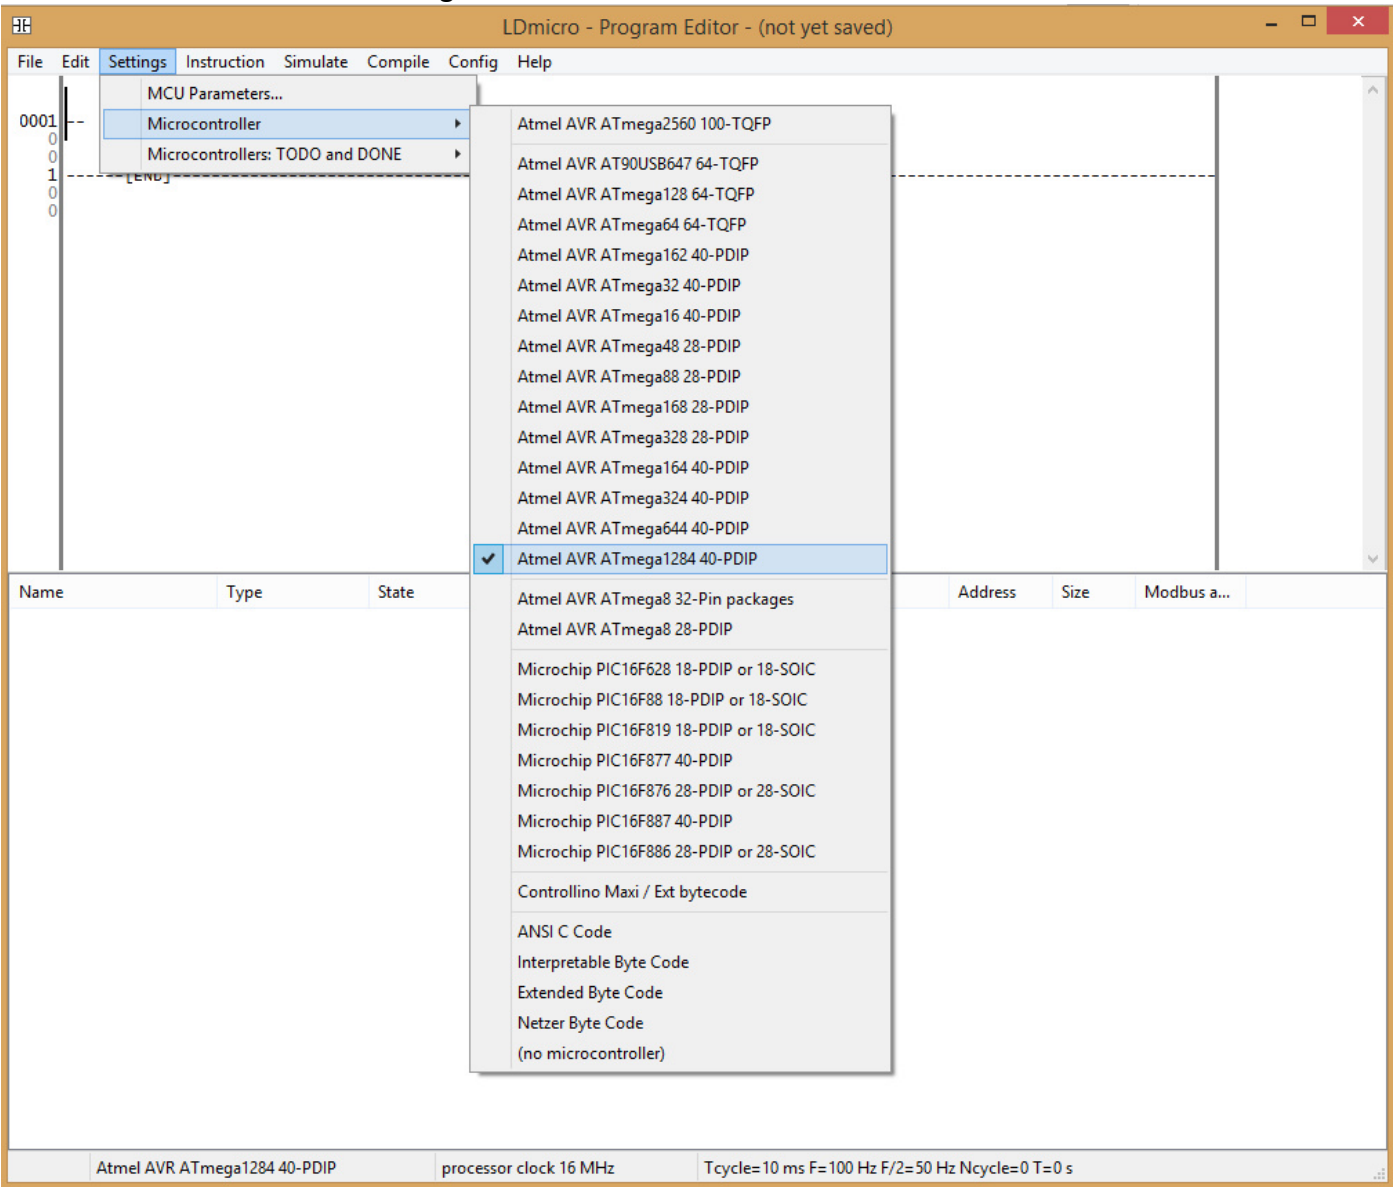 LDmicro - Program Editor - (not yet saved)
File Edit Settings Instruction Simulate Compile Config Help
MCU Parameters...
0001 Microcontroller
0
Microcontrollers: TODO and DONE
0
1 [END]
0
0
Atmel AVR ATmega2560 100-TQFP
Atmel AVR AT90USB647 64-TQFP
Atmel AVR ATmega128 64-TQFP
Atmel AVR ATmega64 64-TQFP
Atmel AVR ATmega162 40-PDIP
Atmel AVR ATmega32 40-PDIP
Atmel AVR ATmega16 40-PDIP
Atmel AVR ATmega48 28-PDIP
Atmel AVR ATmega88 28-PDIP
Atmel AVR ATmega168 28-PDIP
Atmel AVR ATmega328 28-PDIP
Atmel AVR ATmega164 40-PDIP
Atmel AVR ATmega324 40-PDIP
Atmel AVR ATmega644 40-PDIP
Atmel AVR ATmega1284 40-PDIP
Atmel AVR ATmega8 32-Pin packages
Atmel AVR ATmega8 28-PDIP
Microchip PIC16F628 18-PDIP or 18-SOIC
Microchip PIC16F88 18-PDIP or 18-SOIC
Microchip PIC16F819 18-PDIP or 18-SOIC
Microchip PIC16F877 40-PDIP
Microchip PIC16F876 28-PDIP or 28-SOIC
Microchip PIC16F887 40-PDIP
Microchip PIC16F886 28-PDIP or 28-SOIC
Controllino Maxi / Ext bytecode
ANSI C Code
Interpretable Byte Code
Extended Byte Code
Netzer Byte Code
(no microcontroller)
Name Type State Address Size Modbus a...
Atmel AVR ATmega1284 40-PDIP processor clock 16 MHz Tcycle=10 ms F=100 Hz F/2=50 Hz Ncycle=0 T=0 s